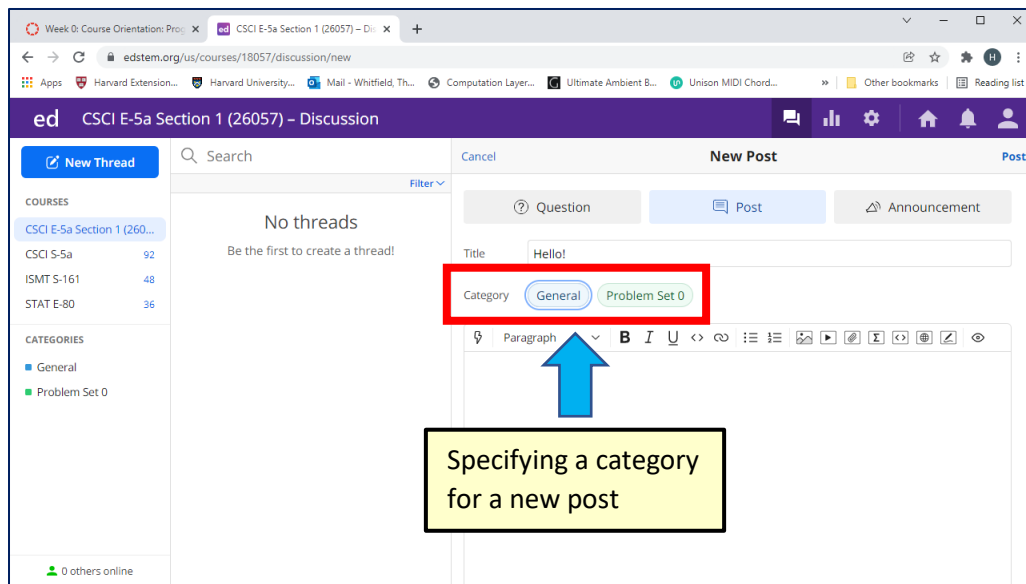 Week 0: Course Orientation: Prog
ed CSCI E-5a Section 1 (26057) – Dis
edstem.org/us/courses/18057/discussion/new
H
Apps Harvard Extension... Harvard University... Mail - Whitfield, Th... Computation Layer... Ultimate Ambient B... Unison MIDI Chord... » Other bookmarks Reading list
ed CSCI E-5a Section 1 (26057) – Discussion
New Thread
Search
Cancel New Post Post
Filter
COURSES
CSCI E-5a Section 1 (260...
CSCI S-5a 92
ISMT S-161 48
STAT E-80 36
CATEGORIES
General
Problem Set 0
0 others online
No threads
Be the first to create a thread!
Question Post Announcement
Title Hello!
Category General Problem Set 0
Paragraph B I U
Specifying a category
for a new post